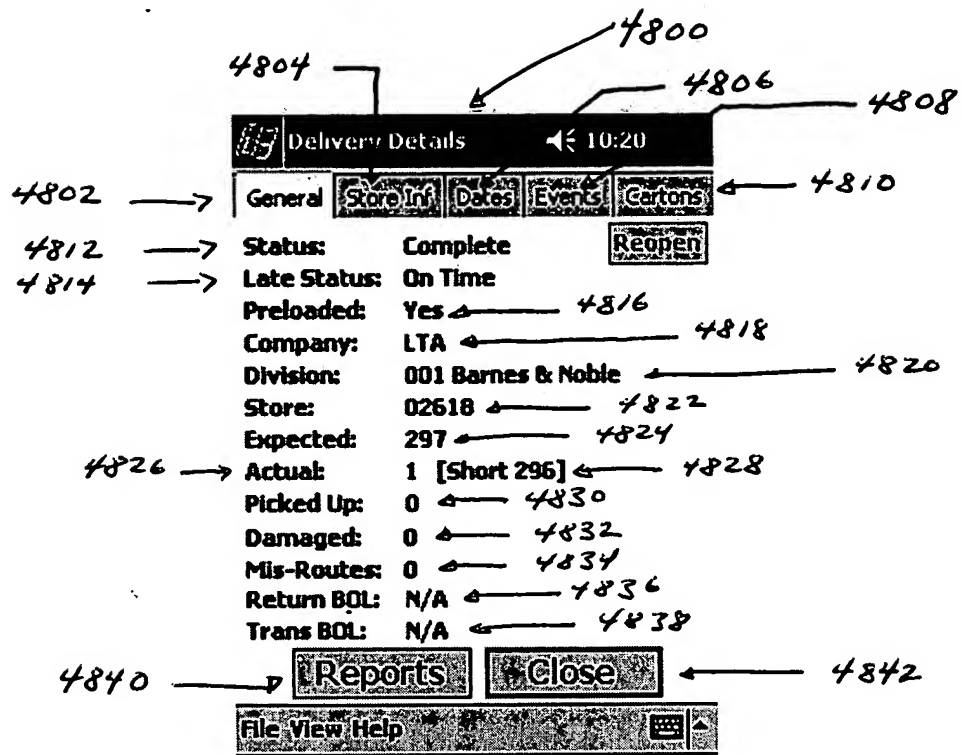 4800
4804
4806
4808
Delivery Details 10:20
4802 General Store Inf Dates Events Cartons 4810
4812 Status: Complete Reopen
4814 Late Status: On Time
Preloaded: Yes 4816
Company: LTA 4818
Division: 001 Barnes & Noble 4820
Store: 02618 4822
Expected: 297 4824
4826 Actual: 1 [Short 296] 4828
Picked Up: 0 4830
Damaged: 0 4832
Mis-Routes: 0 4834
Return BOL: N/A 4836
Trans BOL: N/A 4838
4840 Reports Close 4842
File View Help